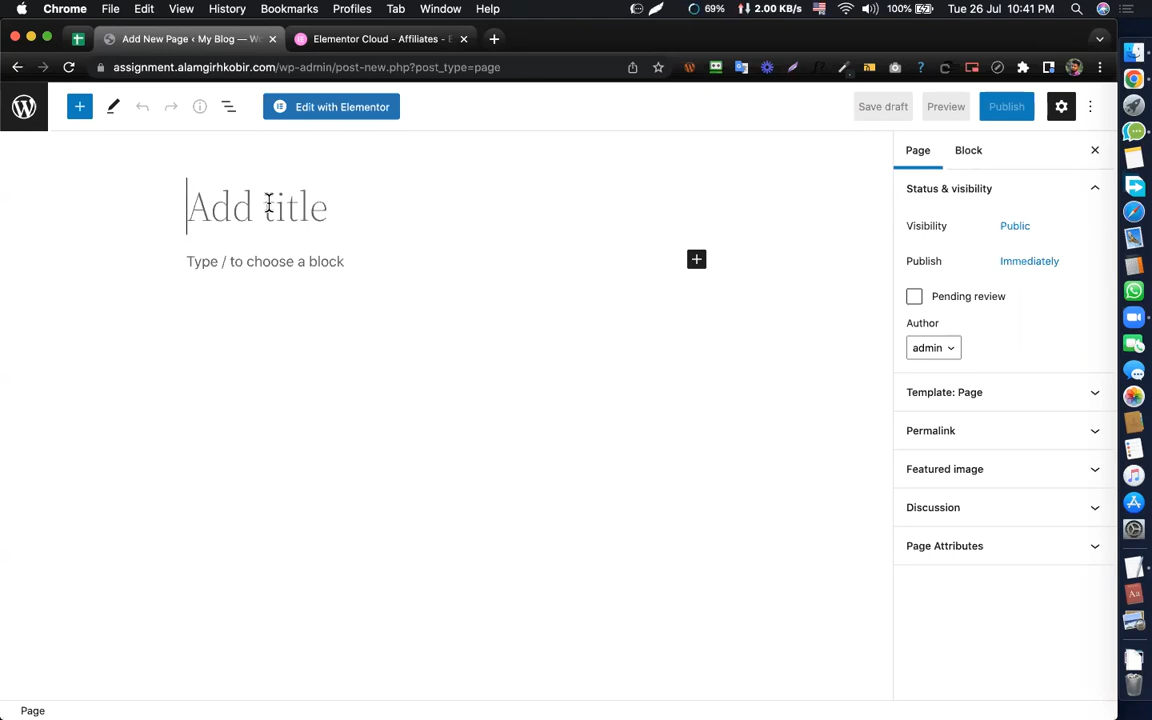 Chrome File Edit View History Bookmarks Profiles Tab Window Help 69% 2.00 KB/s 100% Tue 26 Jul 10:41 PM
Add New Page ‹ My Blog — W
Elementor Cloud - Affiliates - E
assignment.alamgirhkobir.com/wp-admin/post-new.php?post_type=page
Edit with Elementor
Save draft
Preview
Publish
Page
Block
Add title
Type / to choose a block
Status & visibility
Visibility Public
Publish Immediately
Pending review
Author
admin
Template: Page
Permalink
Featured image
Discussion
Page Attributes
Page